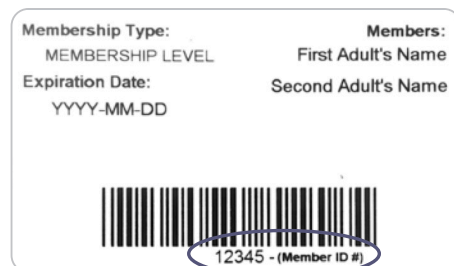 Membership Type:
MEMBERSHIP LEVEL
Expiration Date:
YYYY-MM-DD
Members:
First Adult's Name
Second Adult's Name
12345 - (Member ID #)